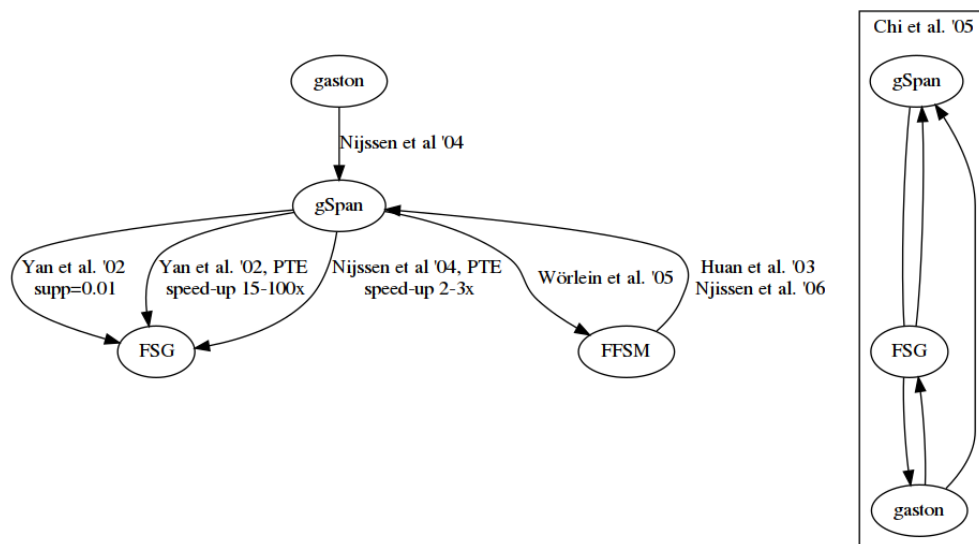 gaston
Nijssen et al '04
gSpan
Yan et al. '02
supp=0.01
Yan et al. '02, PTE
speed-up 15-100x
Nijssen et al '04, PTE
speed-up 2-3x
Wörlein et al. '05
Huan et al. '03
Njissen et al. '06
FSG
FFSM
Chi et al. '05
gSpan
FSG
gaston